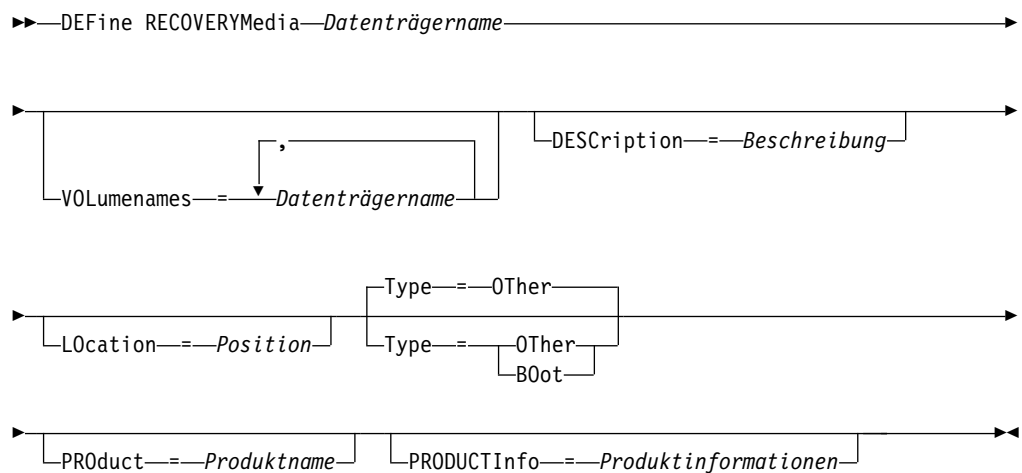 DEFine RECOVERYMedia Datenträgername
DESCription = Beschreibung
,
VOLumenames = Datenträgername
Type = OTher
LOcation = Position Type = OTher
BOot
PROduct = Produktname PRODUCTInfo = Produktinformationen